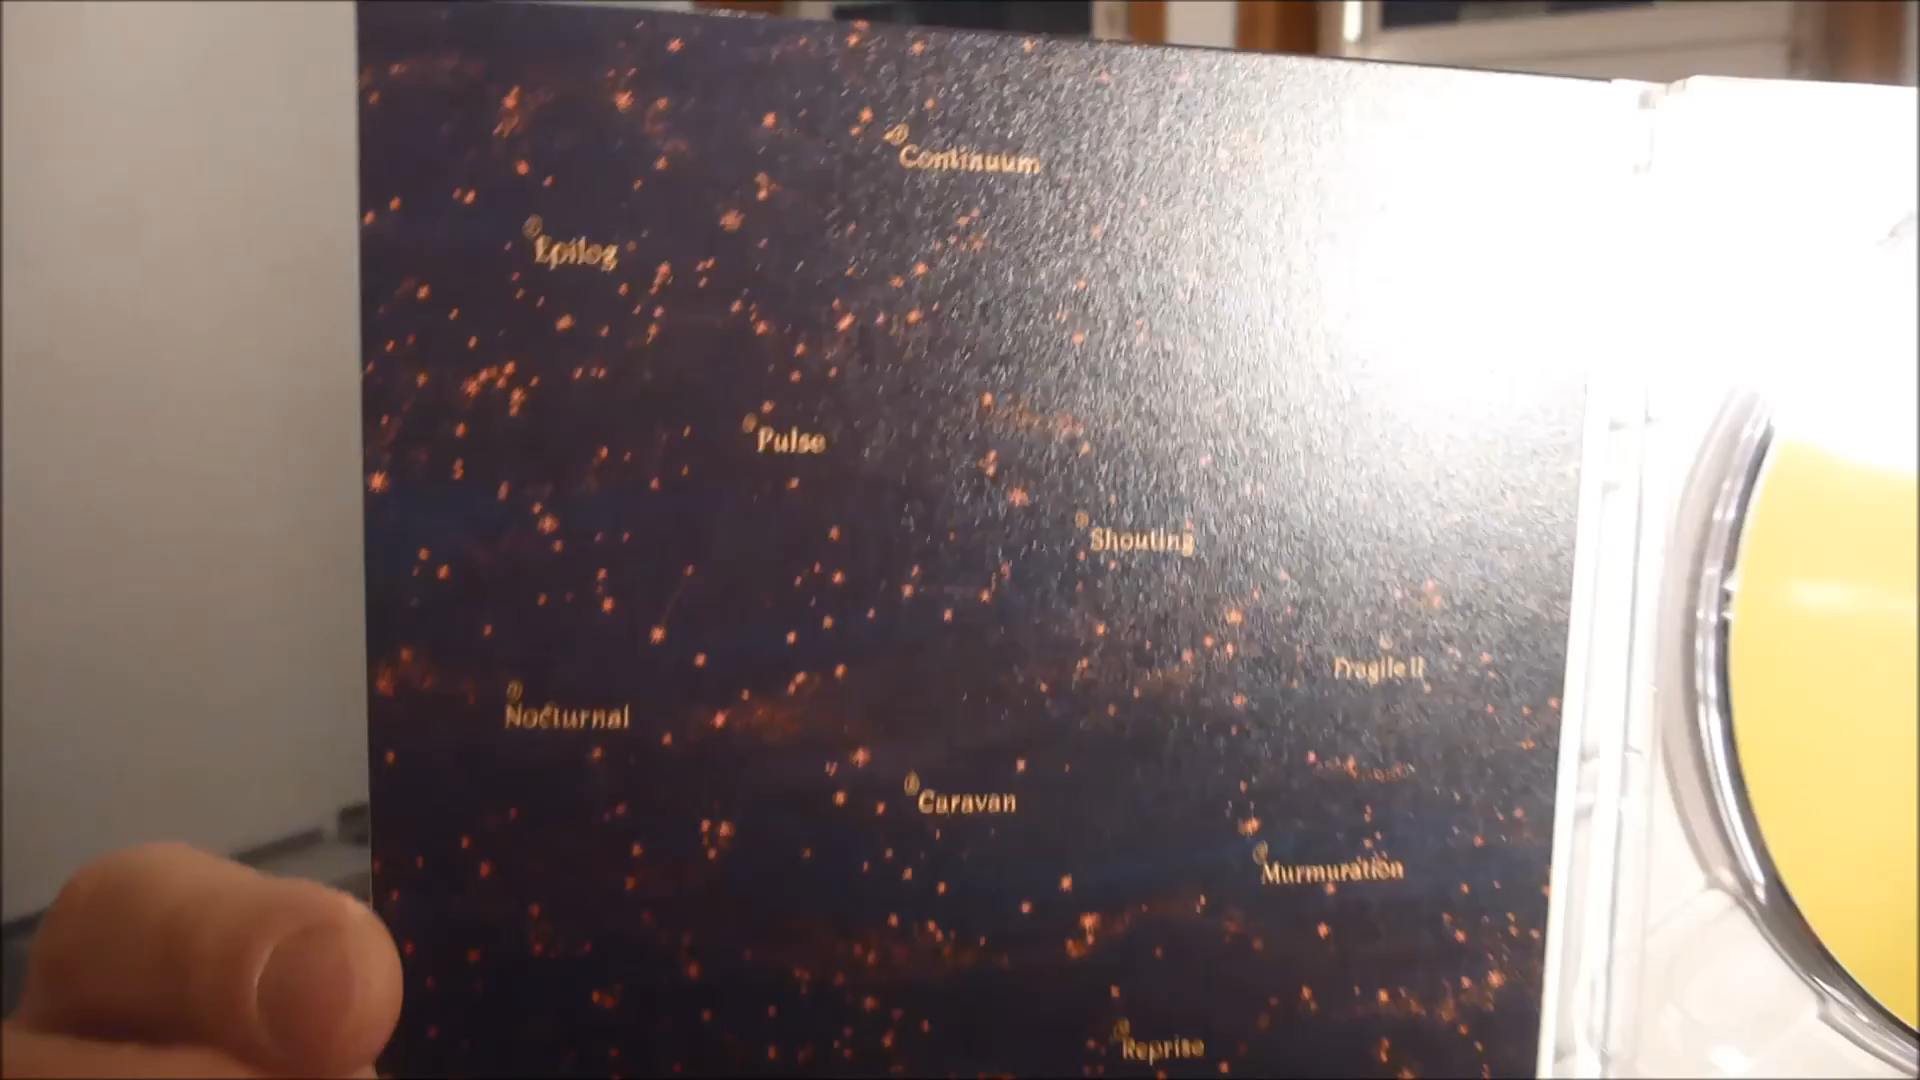 Continuum
Epilog
Pulse
Shouting
Fragile II
Nocturnal
Caravan
Murmuration
Reprise